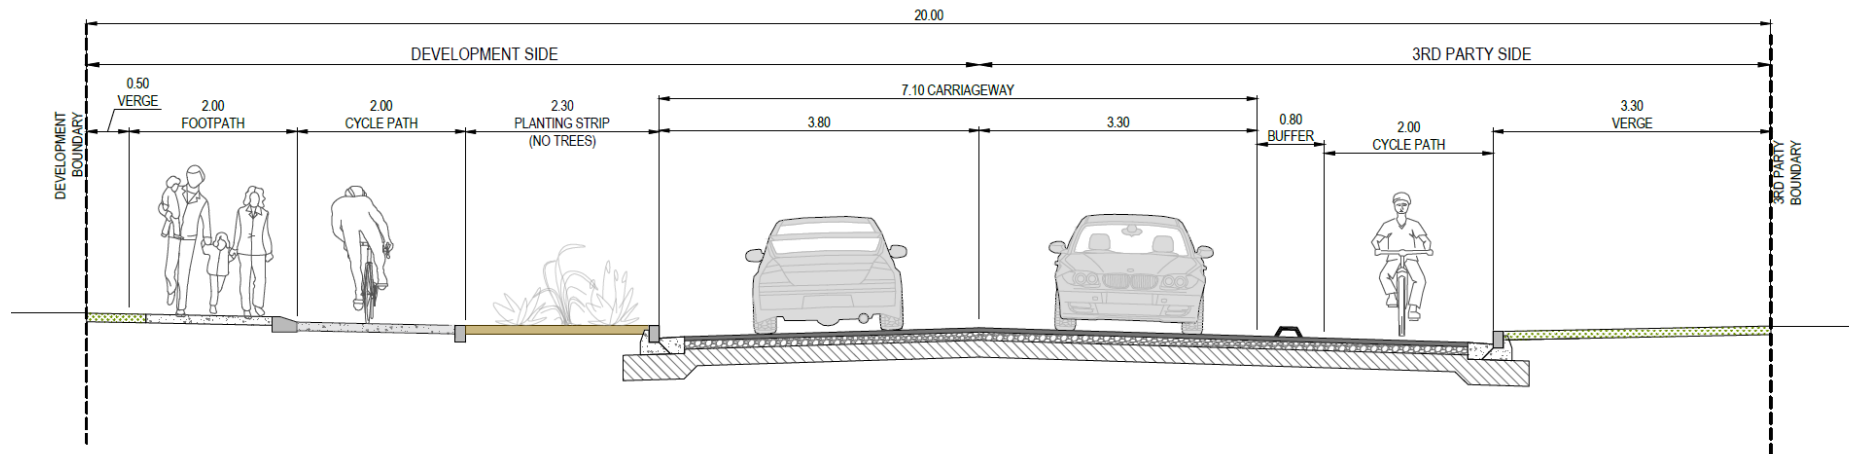 20.00
DEVELOPMENT SIDE
3RD PARTY SIDE
0.50
VERGE
2.00
FOOTPATH
2.00
CYCLE PATH
2.30
PLANTING STRIP
(NO TREES)
7.10 CARRIAGEWAY
3.80
3.30
0.80
BUFFER
2.00
CYCLE PATH
3.30
VERGE
DEVELOPMENT
BOUNDARY
3RD PARTY
BOUNDARY